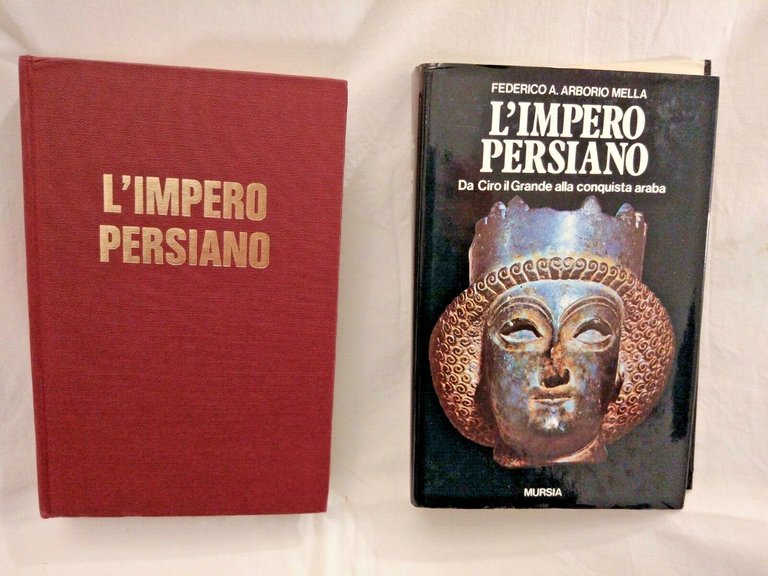 L'IMPERO
PERSIANO
FEDERICO A. ARBORIO MELLA
L'IMPERO
PERSIANO
Da Ciro il Grande alla conquista araba
MURSIA